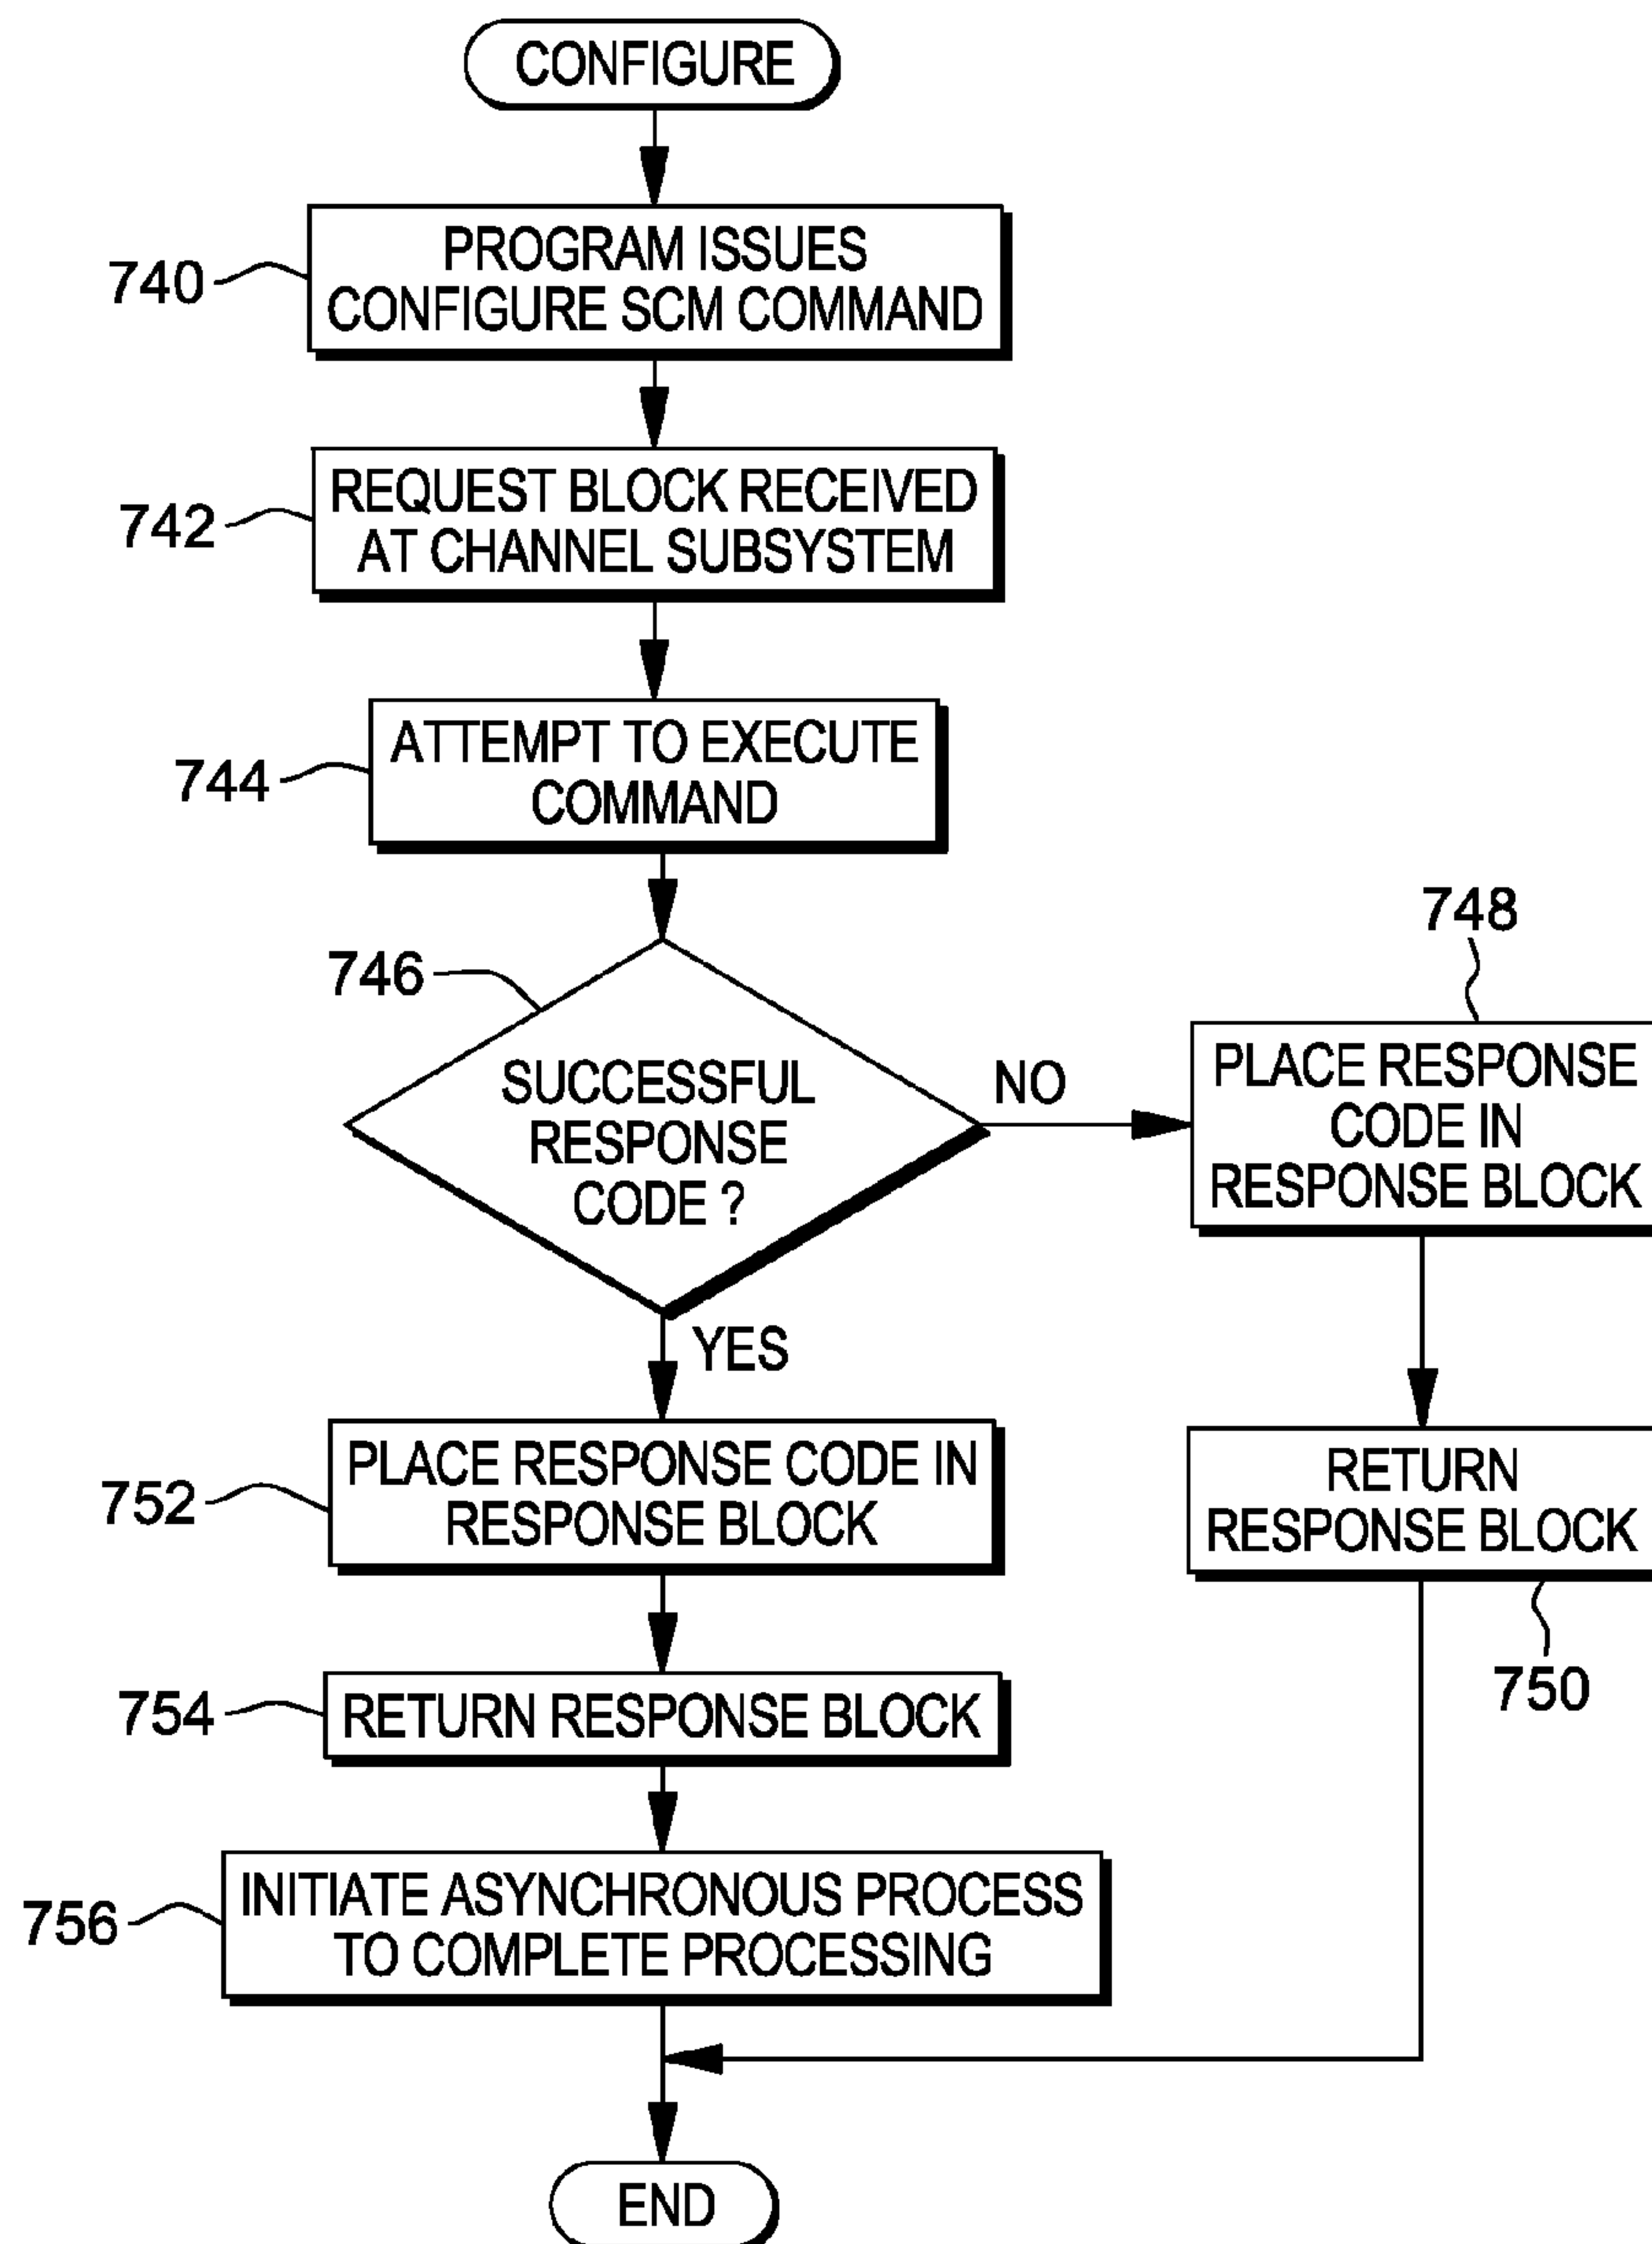 CONFIGURE
740
PROGRAM ISSUES
CONFIGURE SCM COMMAND
742
REQUEST BLOCK RECEIVED
AT CHANNEL SUBSYSTEM
744
ATTEMPT TO EXECUTE
COMMAND
746
SUCCESSFUL
RESPONSE
CODE ?
NO
748
PLACE RESPONSE
CODE IN
RESPONSE BLOCK
RETURN
RESPONSE BLOCK
750
YES
752
PLACE RESPONSE CODE IN
RESPONSE BLOCK
754
RETURN RESPONSE BLOCK
756
INITIATE ASYNCHRONOUS PROCESS
TO COMPLETE PROCESSING
END